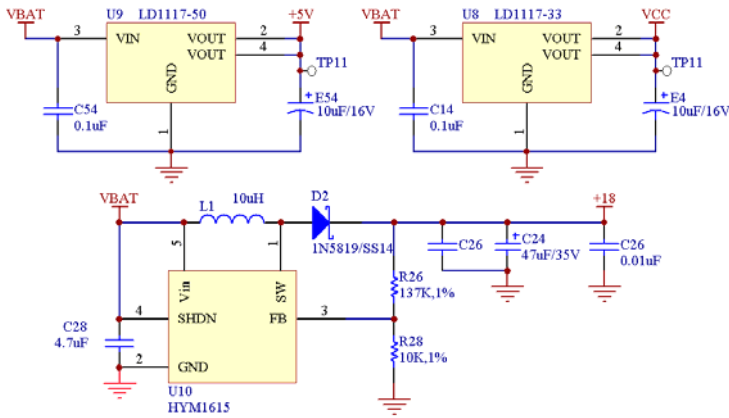 VBAT
U9 LD1117-50
+5V
3 VIN VOUT 2
VOUT 4
GND
TP11
C54
0.1uF
1
E54
10uF/16V
VBAT
U8 LD1117-33
VCC
3 VIN VOUT 2
VOUT 4
GND
TP11
C14
0.1uF
1
E4
10uF/16V
VBAT
L1 10uH
D2
1N5819/SS14
+18
5 1
Vin SW
C26
C24
47uF/35V
C26
0.01uF
R26
137K,1%
4 SHDN FB 3
C28
4.7uF
2 GND
R28
10K,1%
U10
HYM1615